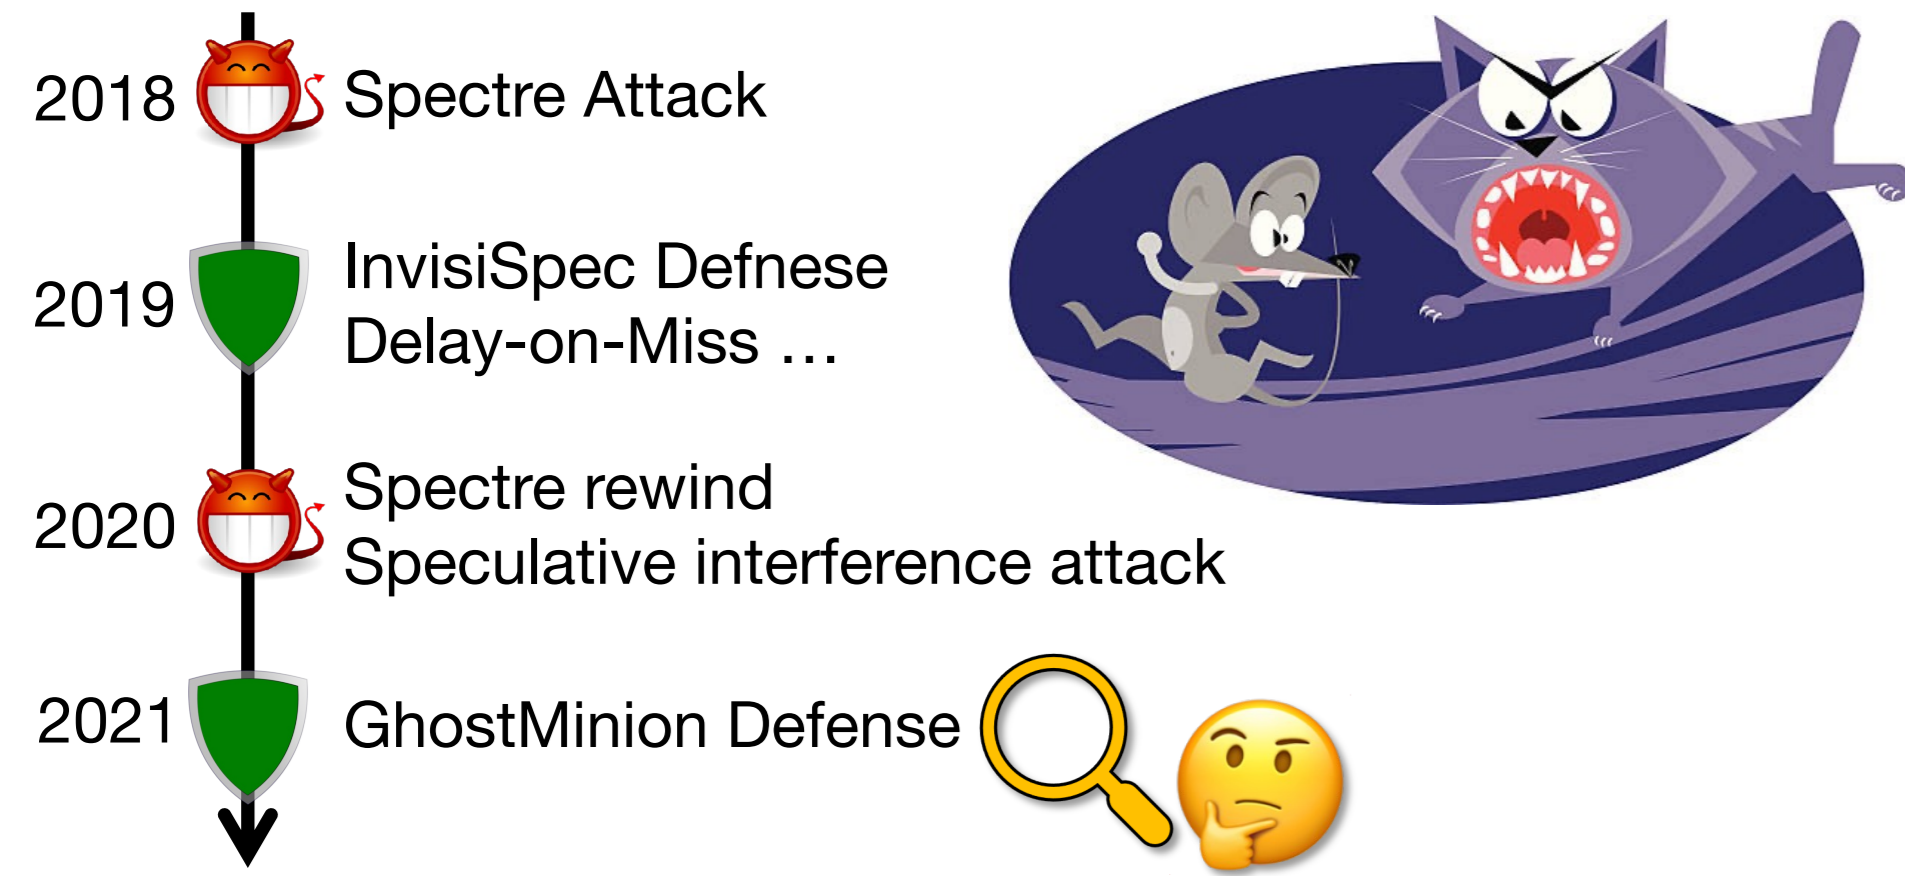 2018 Spectre Attack
2019 InvisiSpec Defnese
Delay-on-Miss …
2020 Spectre rewind
Speculative interference attack
2021 GhostMinion Defense